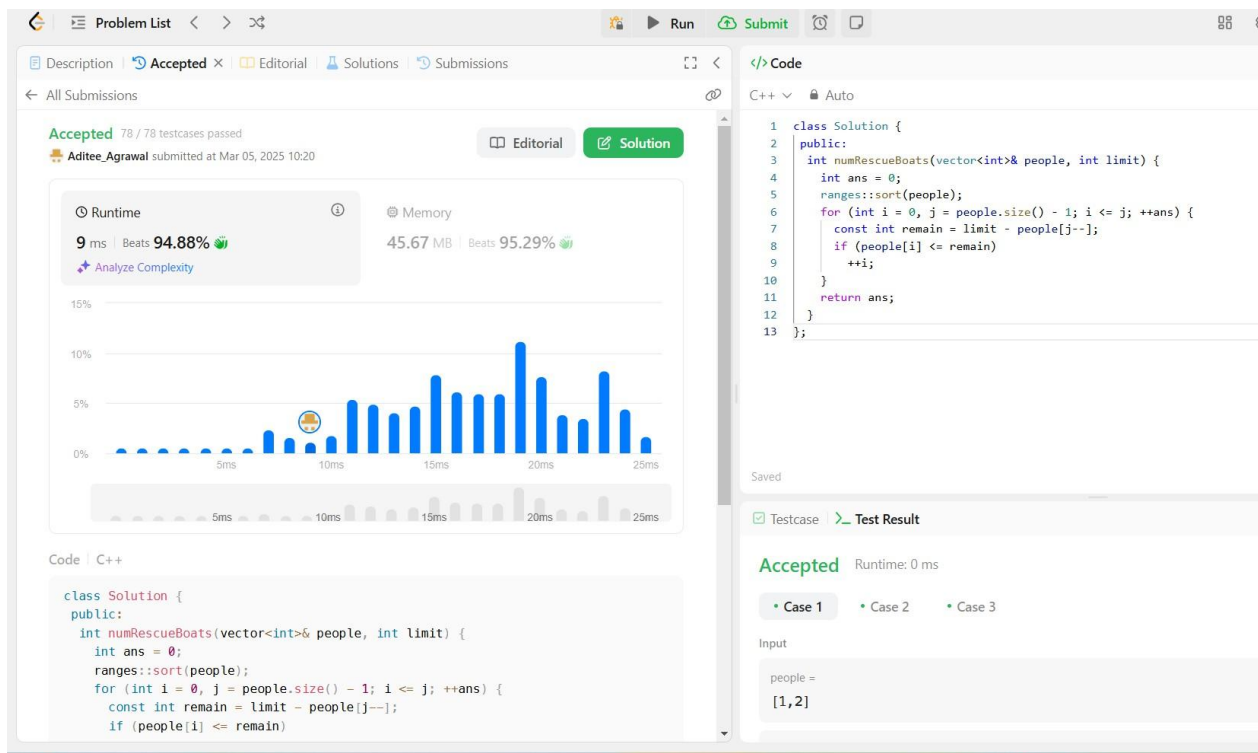 Problem List
Run
Submit
Description
Accepted
Editorial
Solutions
Submissions
All Submissions
Accepted 78 / 78 testcases passed
Aditee_Agrawal submitted at Mar 05, 2025 10:20
Editorial
Solution
Runtime
9 ms Beats 94.88%
Analyze Complexity
Memory
45.67 MB Beats 95.29%
15%
10%
5%
0%
5ms 10ms 15ms 20ms 25ms
5ms 10ms 15ms 20ms 25ms
Code C++
class Solution {
public:
int numRescueBoats(vector<int>& people, int limit) {
int ans = 0;
ranges::sort(people);
for (int i = 0, j = people.size() - 1; i <= j; ++ans) {
const int remain = limit - people[j--];
if (people[i] <= remain)
</> Code
C++ Auto
1 class Solution {
2 public:
3 int numRescueBoats(vector<int>& people, int limit) {
4 int ans = 0;
5 ranges::sort(people);
6 for (int i = 0, j = people.size() - 1; i <= j; ++ans) {
7 const int remain = limit - people[j--];
8 if (people[i] <= remain)
9 ++i;
10 }
11 return ans;
12 }
13 };
Saved
Testcase
Test Result
Accepted Runtime: 0 ms
• Case 1 • Case 2 • Case 3
Input
people =
[1,2]